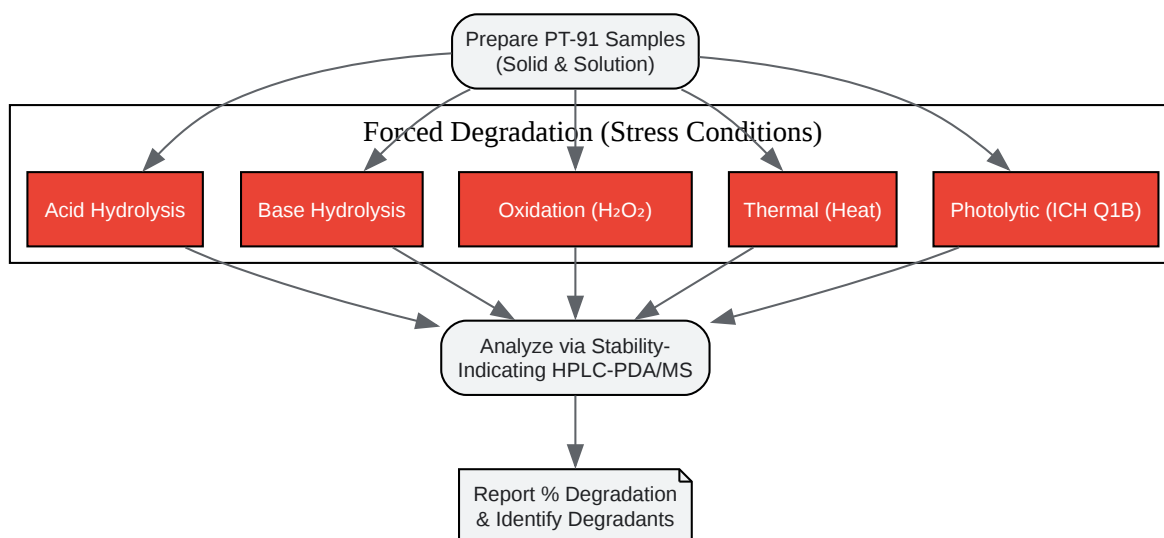 Prepare PT-91 Samples
(Solid & Solution)
Forced Degradation (Stress Conditions)
Acid Hydrolysis
Base Hydrolysis
Oxidation (H₂O₂)
Thermal (Heat)
Photolytic (ICH Q1B)
Analyze via Stability-
Indicating HPLC-PDA/MS
Report % Degradation
& Identify Degradants